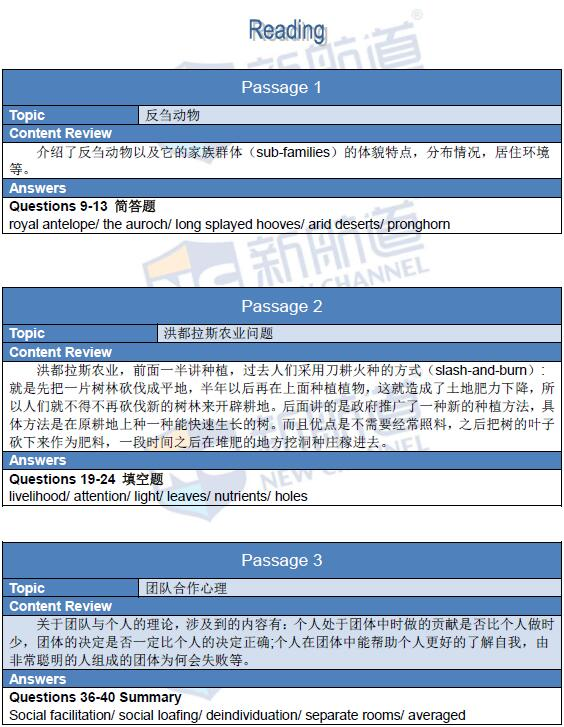 Reading
Passage 1
Topic 反刍动物
Content Review
介绍了反刍动物以及它的家族群体（sub-families）的体貌特点，分布情况，居住环境
等。
Answers
Questions 9-13 简答题
royal antelope/ the auroch/ long splayed hooves/ arid deserts/ pronghorn
新航道
NEW CHANNEL
Passage 2
Topic 洪都拉斯农业问题
Content Review
洪都拉斯农业，前面一半讲种植，过去人们采用刀耕火种的方式（slash-and-burn）：
就是先把一片树林砍伐成平地，半年以后再在上面种植植物，这就造成了土地肥力下降，所
以人们就不得不再砍伐新的树林来开辟耕地。后面讲的是政府推广了一种新的种植方法，具
体方法是在原耕地上种一种能快速生长的树。而且优点是不需要经常照料，之后把树的叶子
砍下来作为肥料，一段时间之后在堆肥的地方挖洞种庄稼进去。
Answers
Questions 19-24 填空题
livelihood/ attention/ light/ leaves/ nutrients/ holes
Passage 3
Topic 团队合作心理
Content Review
关于团队与个人的理论，涉及到的内容有：个人处于团体中时做的贡献是否比个人做时
少，团体的决定是否一定比个人的决定正确;个人在团体中能帮助个人更好的了解自我，由
非常聪明的人组成的团体为何会失败等。
Answers
Questions 36-40 Summary
Social facilitation/ social loafing/ deindividuation/ separate rooms/ averaged